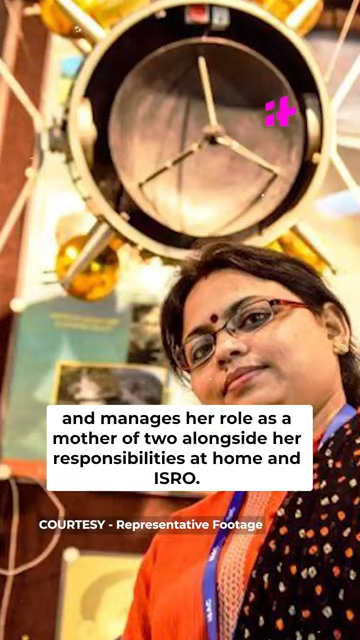 and manages her role as a
mother of two alongside her
responsibilities at home and
ISRO.
COURTESY - Representative Footage